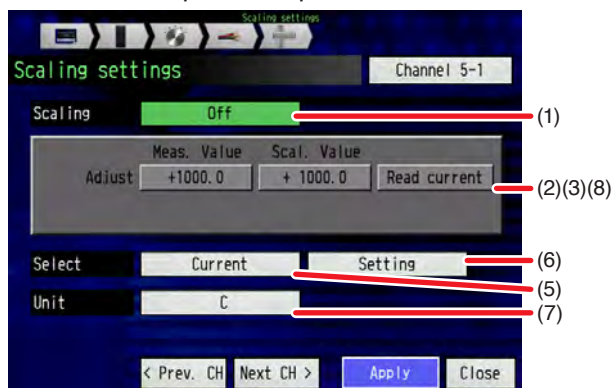 Scaling settings
Scaling settings Channel 5-1
Scaling Off (1)
Meas. Value Scal. Value
Adjust +1000.0 + 1000.0 Read current (2)(3)(8)
Select Current Setting (6)
(5)
Unit C (7)
< Prev. CH Next CH > Apply Close